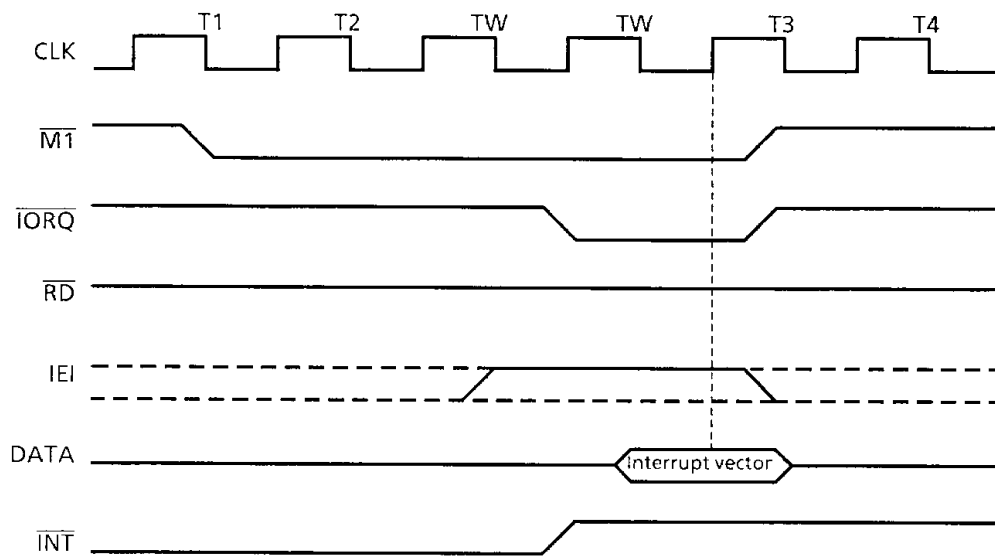 T1 T2 TW TW T3 T4
CLK
M1
IORQ
RD
IEI
DATA Interrupt vector
INT